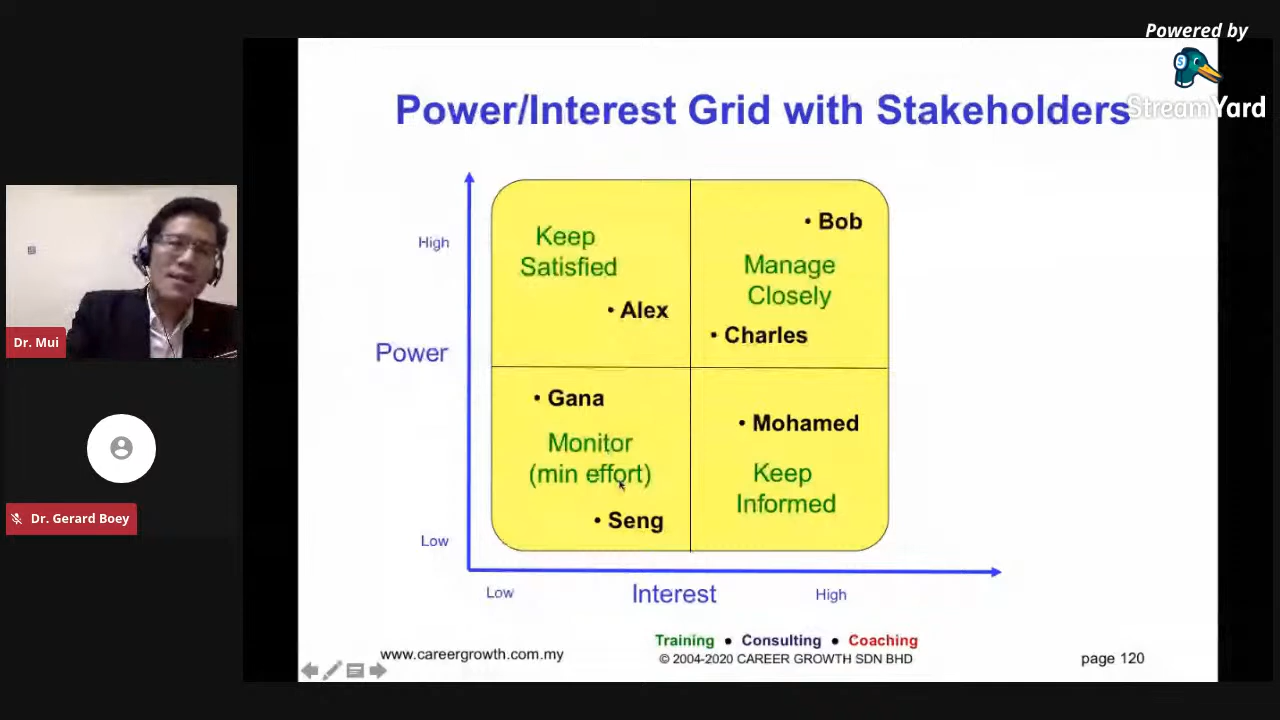 Powered by
StreamYard
Power/Interest Grid with Stakeholders
High
Power
Low
Keep
Satisfied
• Alex
• Bob
Manage
Closely
• Charles
• Gana
Monitor
(min effort)
• Seng
• Mohamed
Keep
Informed
Low
Interest
High
Training ● Consulting ● Coaching
www.careergrowth.com.my
© 2004-2020 CAREER GROWTH SDN BHD
page 120
Dr. Mui
Dr. Gerard Boey